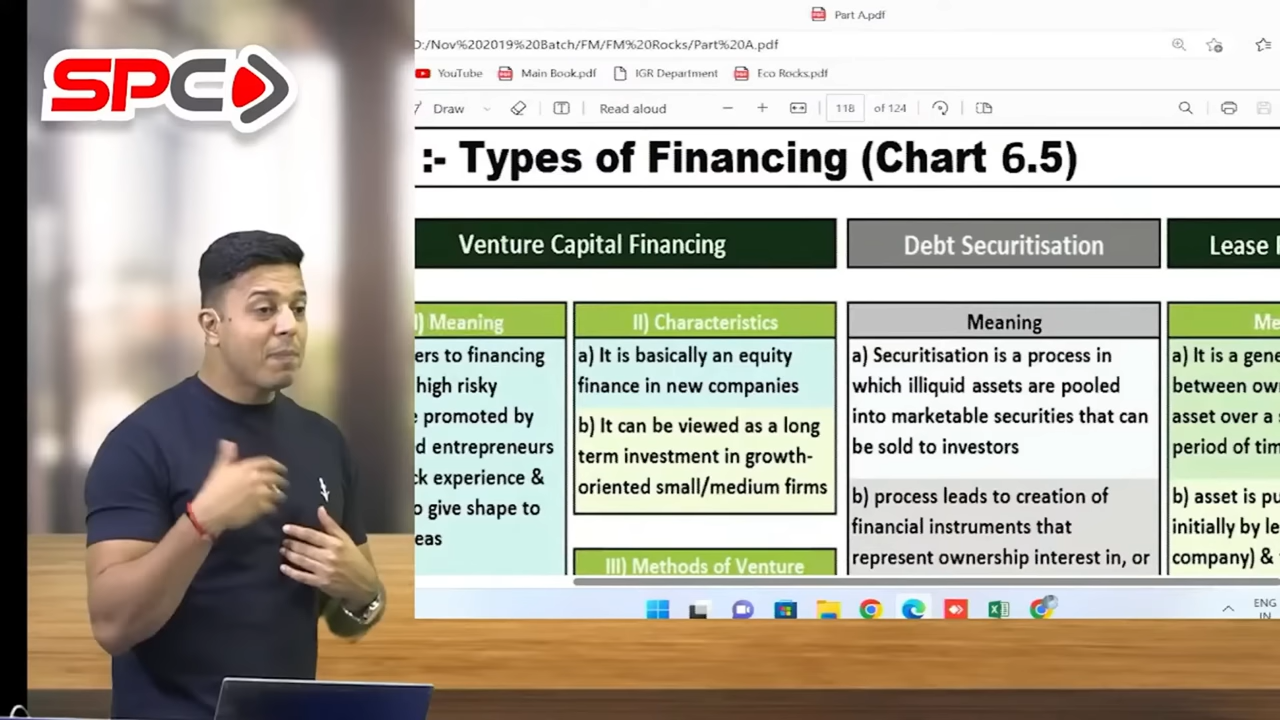 SPC
Part A.pdf
D:/Nov%202019%20Batch/FM/FM%20Rocks/Part%20A.pdf
YouTube
Main Book.pdf
IGR Department
Eco Rocks.pdf
Draw
Read aloud
118
of 124
:- Types of Financing (Chart 6.5)
Venture Capital Financing
Debt Securitisation
Lease
) Meaning
ers to financing
high risky
promoted by
d entrepreneurs
ck experience &
o give shape to
eas
II) Characteristics
a) It is basically an equity
finance in new companies
b) It can be viewed as a long
term investment in growth-
oriented small/medium firms
III) Methods of Venture
Meaning
a) Securitisation is a process in
which illiquid assets are pooled
into marketable securities that can
be sold to investors
b) process leads to creation of
financial instruments that
represent ownership interest in, or
Me
a) It is a gene
between ow
asset over a
period of tim
b) asset is pu
initially by le
company) &
ENG
IN